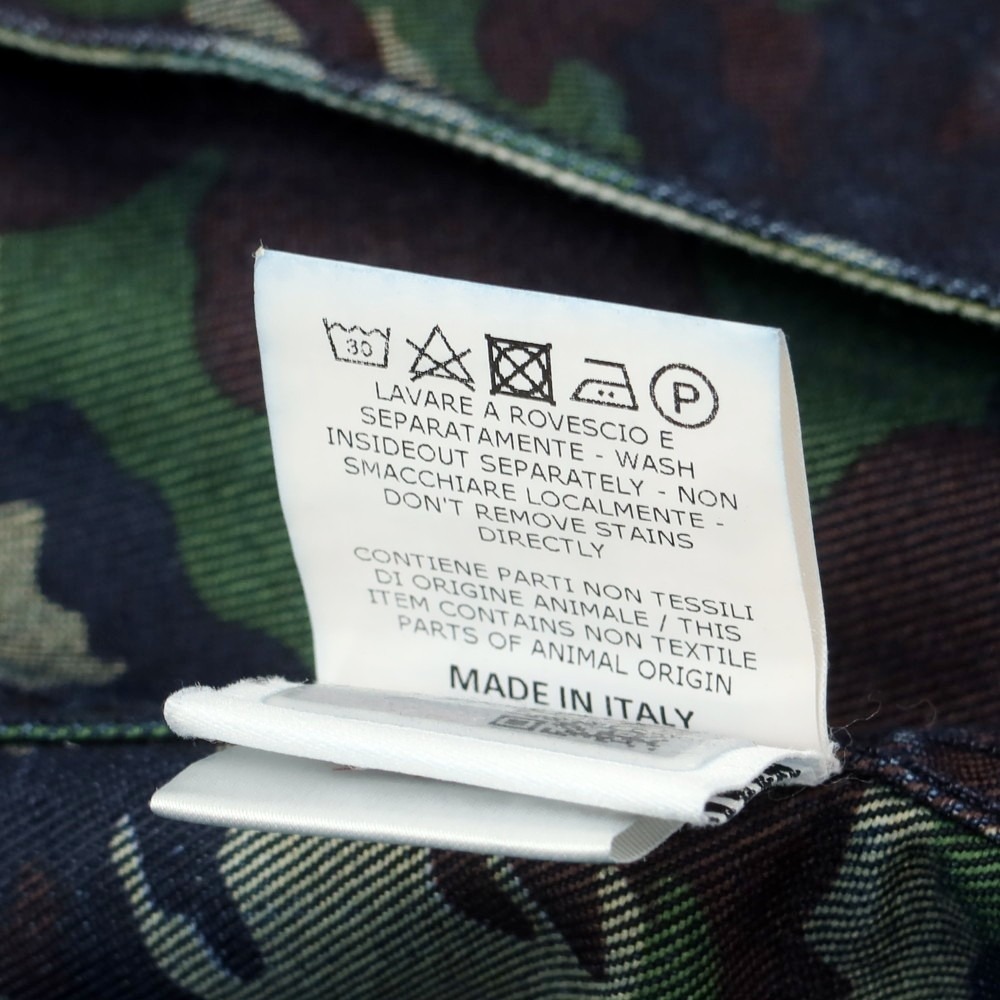 30
P
LAVARE A ROVESCIO E
SEPARATAMENTE - WASH
INSIDEOUT SEPARATELY - NON
SMACCHIARE LOCALMENTE -
DON'T REMOVE STAINS
DIRECTLY
CONTIENE PARTI NON TESSILI
DI ORIGINE ANIMALE / THIS
ITEM CONTAINS NON TEXTILE
PARTS OF ANIMAL ORIGIN
MADE IN ITALY